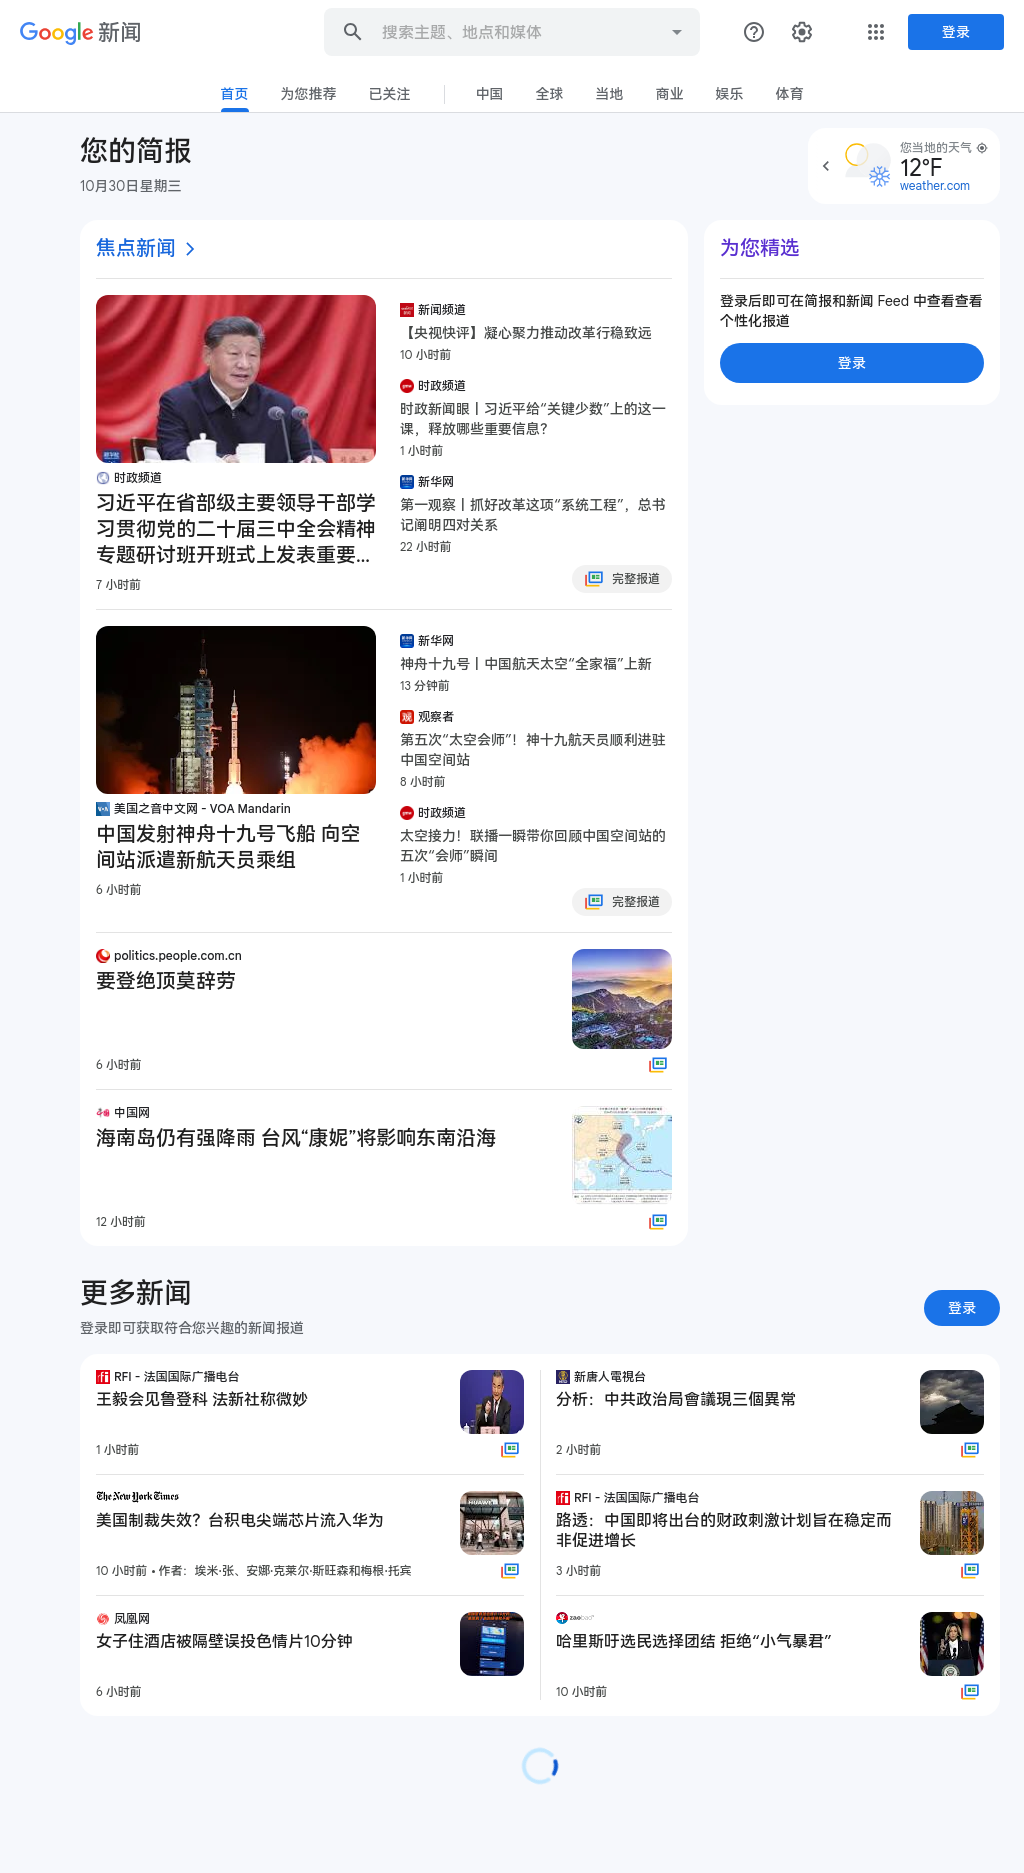 Google 新闻
搜索主题、地点和媒体
登录
首页
为您推荐
已关注
中国
全球
当地
商业
娱乐
体育
您的简报
10月30日星期三
您当地的天气
12°F
weather.com
焦点新闻
时政频道
习近平在省部级主要领导干部学
习贯彻党的二十届三中全会精神
专题研讨班开班式上发表重要...
7 小时前
新闻频道
【央视快评】凝心聚力推动改革行稳致远
10 小时前
时政频道
时政新闻眼丨习近平给“关键少数”上的这一
课，释放哪些重要信息？
1 小时前
新华网
第一观察丨抓好改革这项“系统工程”，总书
记阐明四对关系
22 小时前
完整报道
为您精选
登录后即可在简报和新闻 Feed 中查看查看
个性化报道
登录
美国之音中文网 - VOA Mandarin
中国发射神舟十九号飞船 向空
间站派遣新航天员乘组
6 小时前
新华网
神舟十九号丨中国航天太空“全家福”上新
13 分钟前
观察者
第五次“太空会师”！神十九航天员顺利进驻
中国空间站
8 小时前
时政频道
太空接力！联播一瞬带你回顾中国空间站的
五次“会师”瞬间
1 小时前
完整报道
politics.people.com.cn
要登绝顶莫辞劳
6 小时前
中国网
海南岛仍有强降雨 台风“康妮”将影响东南沿海
12 小时前
更多新闻
登录即可获取符合您兴趣的新闻报道
登录
RFI - 法国国际广播电台
王毅会见鲁登科 法新社称微妙
1 小时前
The New York Times
美国制裁失效？台积电尖端芯片流入华为
HUAWEI
10 小时前 • 作者：埃米·张、安娜·克莱尔·斯旺森和梅根·托宾
凤凰网
女子住酒店被隔壁误投色情片10分钟
6 小时前
新唐人電視台
分析：中共政治局會議現三個異常
2 小时前
RFI - 法国国际广播电台
路透：中国即将出台的财政刺激计划旨在稳定而
非促进增长
3 小时前
zaobao
哈里斯吁选民选择团结 拒绝“小气暴君”
10 小时前